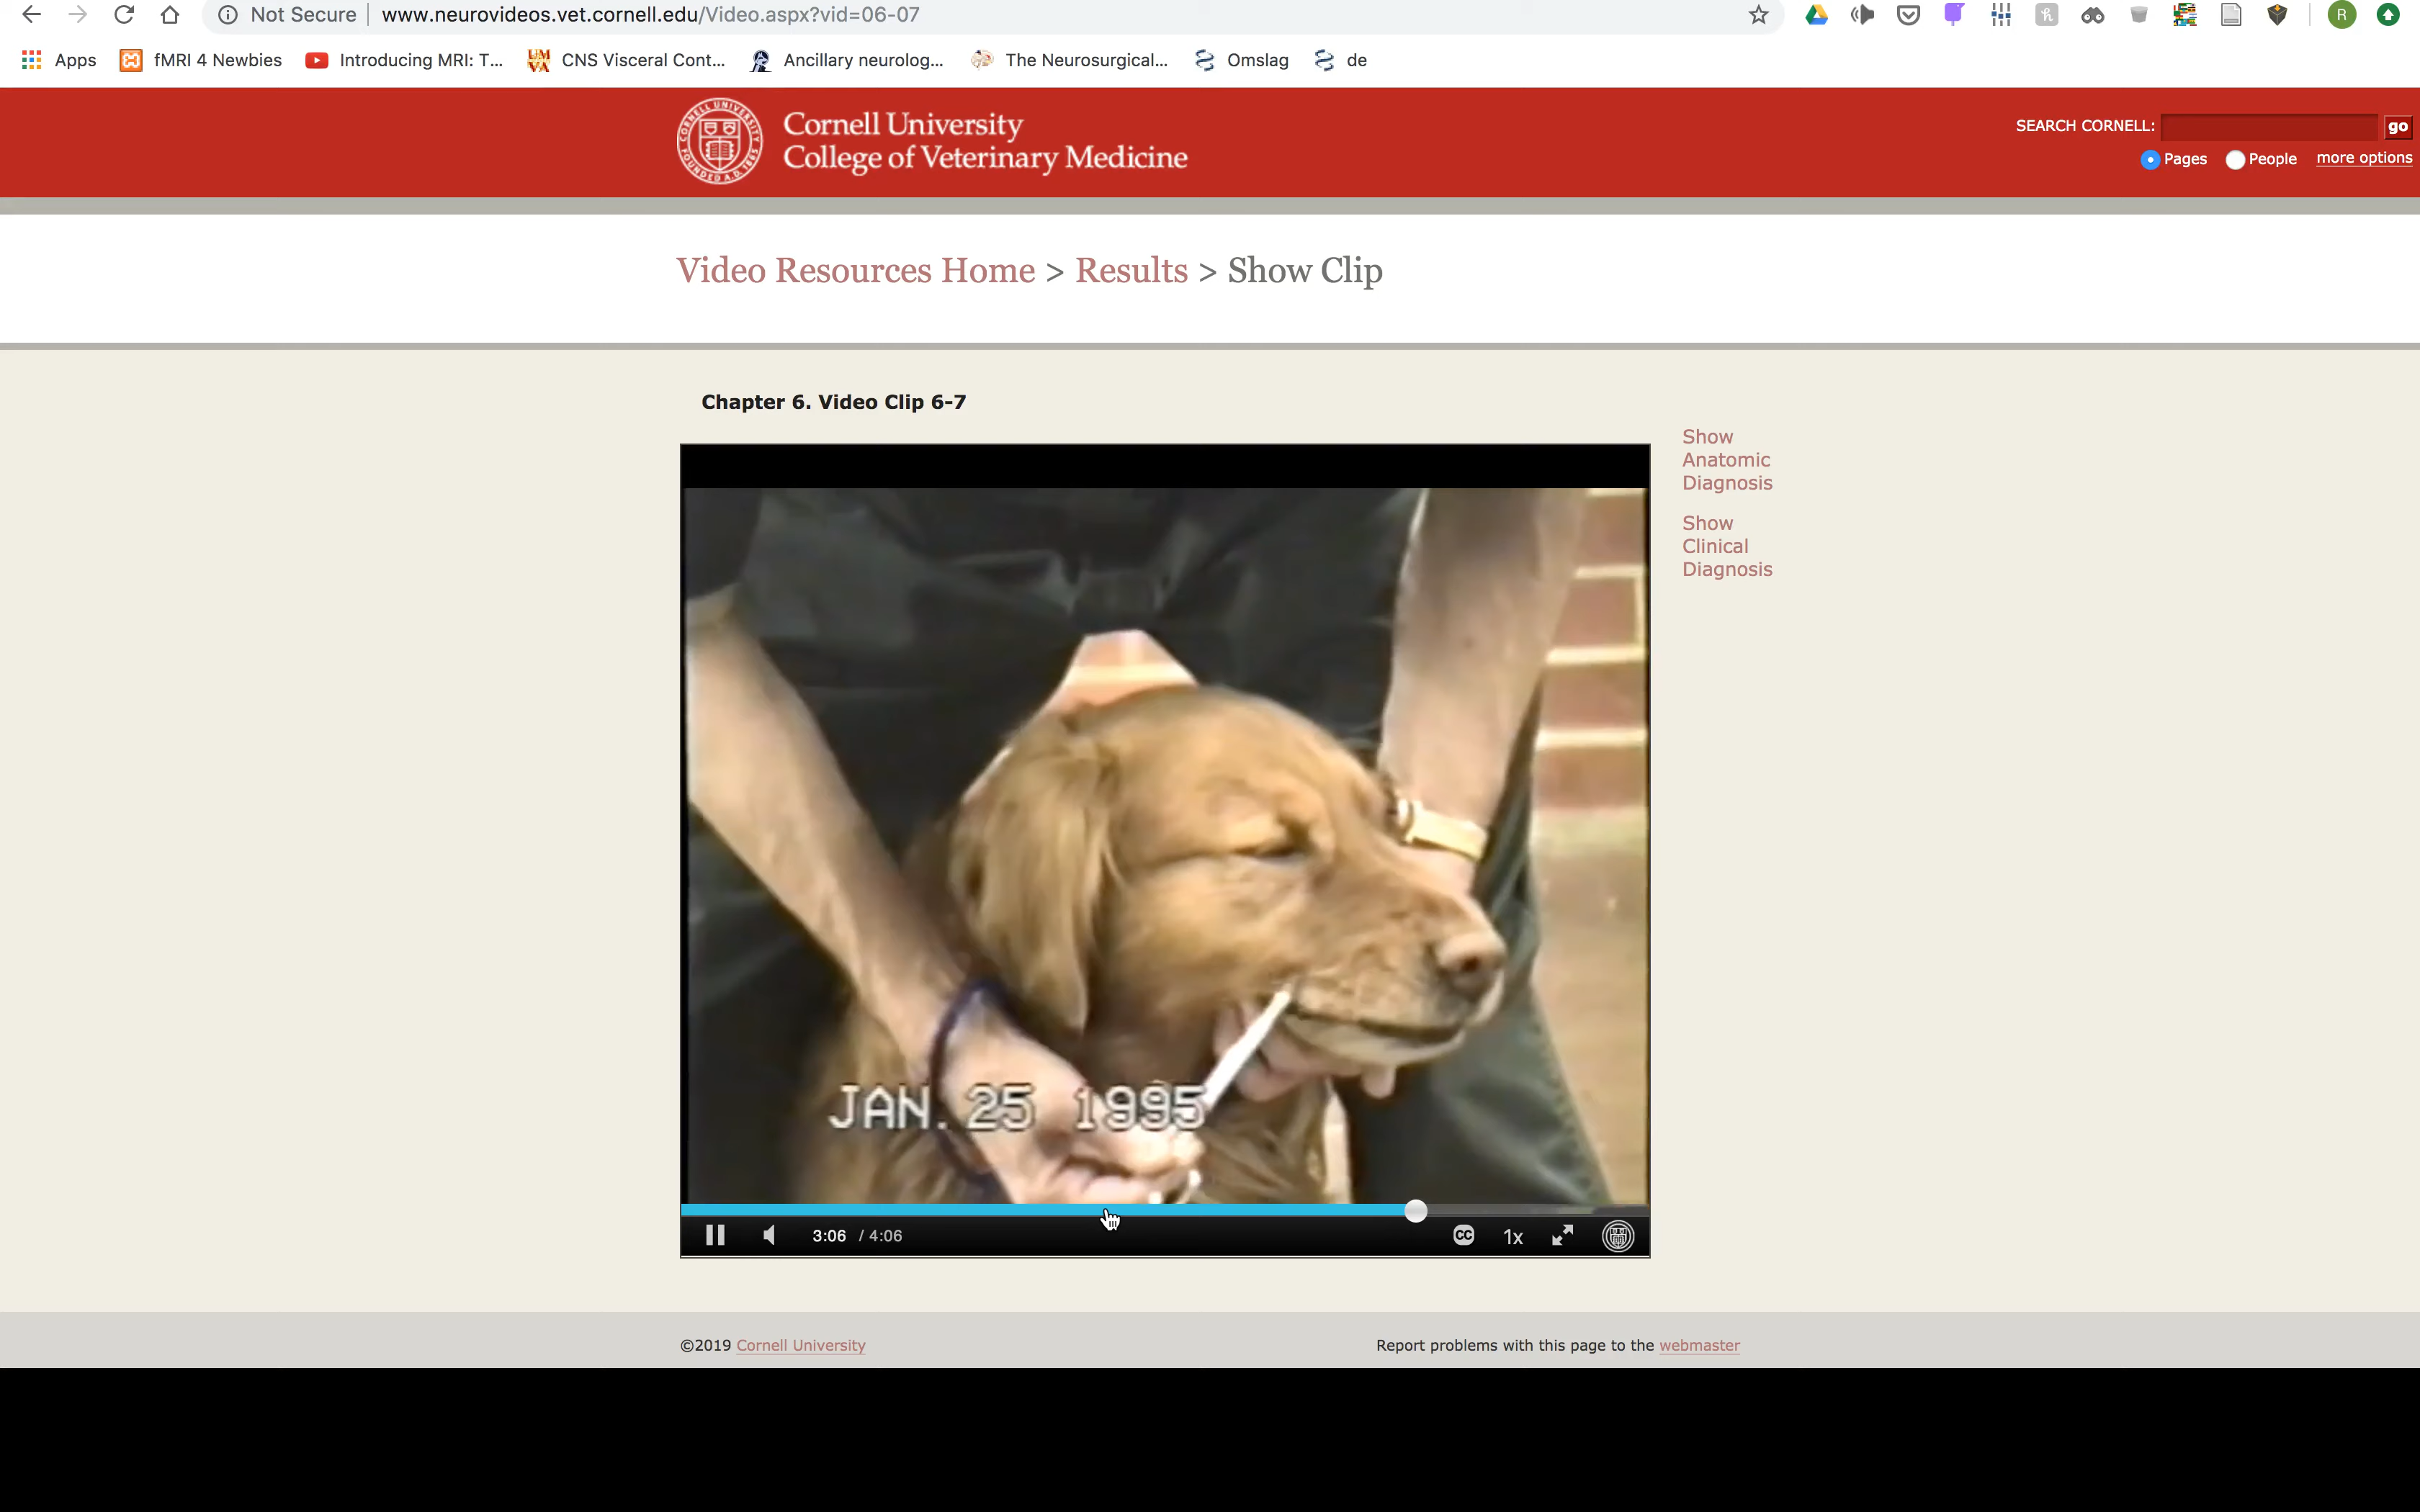 Not Secure www.neurovideos.vet.cornell.edu/Video.aspx?vid=06-07
R
Apps fMRI 4 Newbies Introducing MRI: T... CNS Visceral Cont... Ancillary neurolog... The Neurosurgical... Omslag de
Cornell University
College of Veterinary Medicine
SEARCH CORNELL: go
Pages People more options
Video Resources Home > Results > Show Clip
Chapter 6. Video Clip 6-7
Show
Anatomic
Diagnosis
Show
Clinical
Diagnosis
JAN. 25 1995
3:06 / 4:06 CC 1x
©2019 Cornell University
Report problems with this page to the webmaster